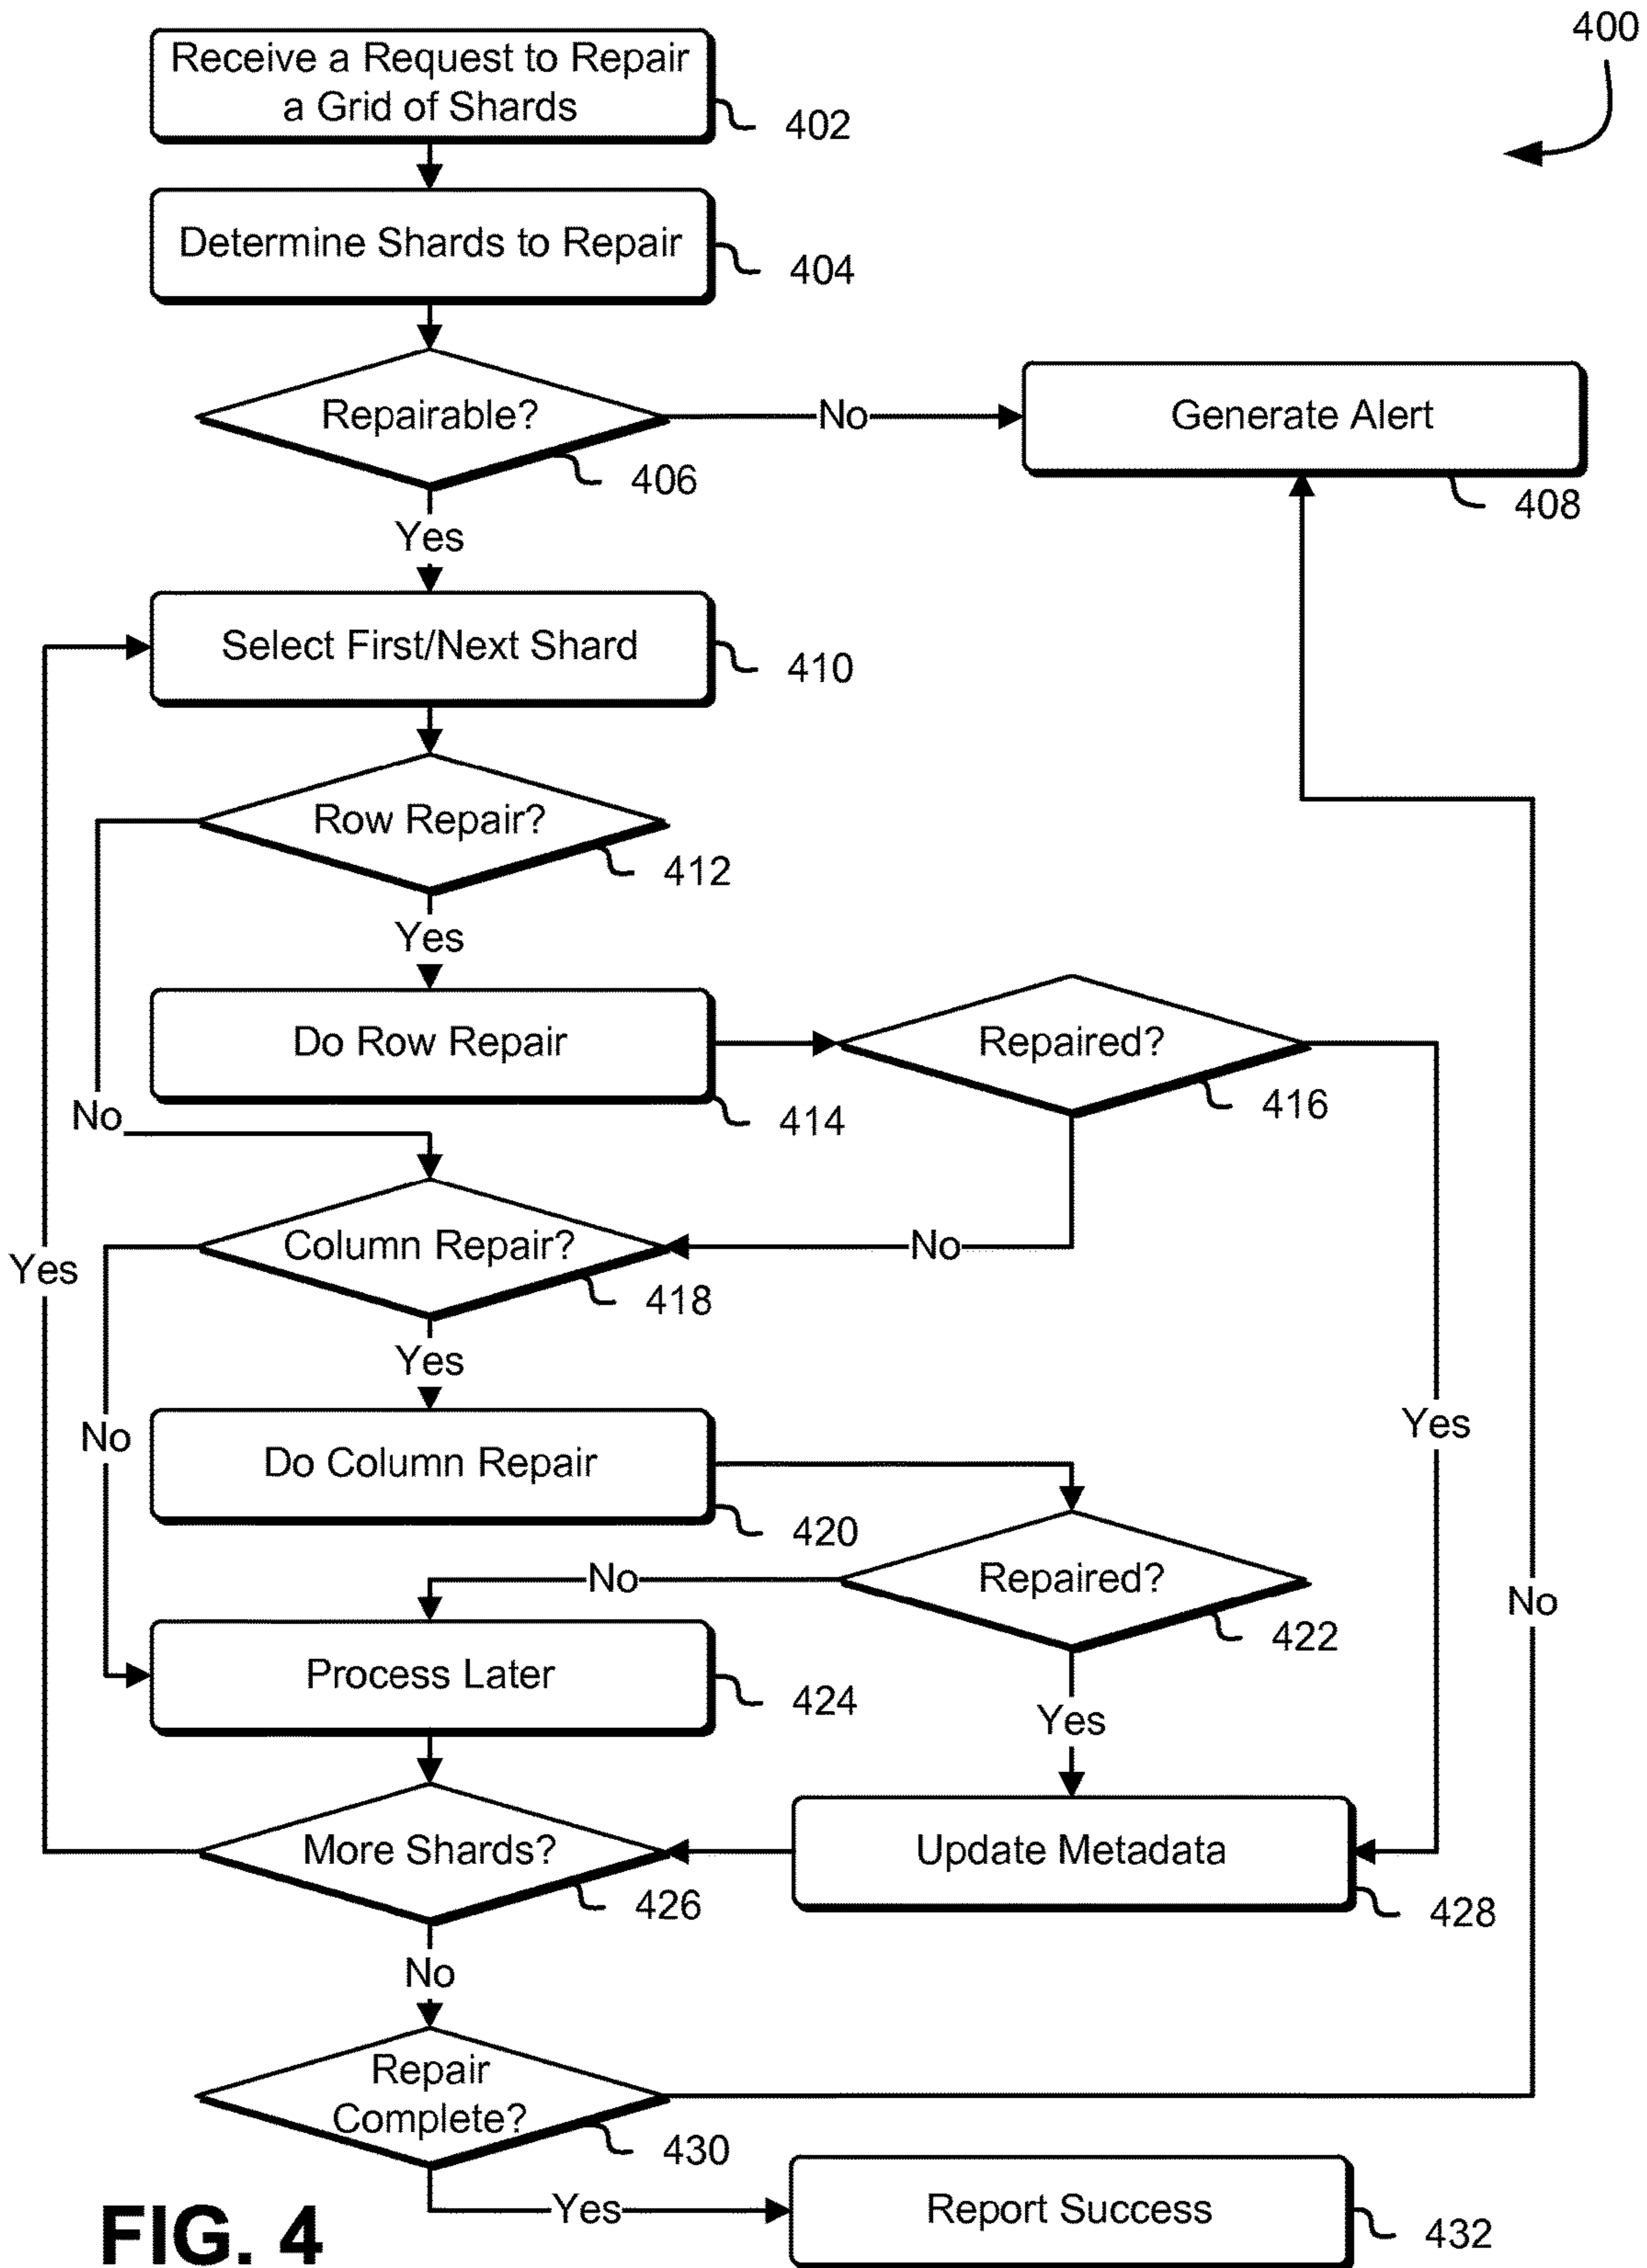 400
Receive a Request to Repair
a Grid of Shards
402
Determine Shards to Repair
404
Repairable?
406
No
Generate Alert
408
Yes
Select First/Next Shard
410
Row Repair?
412
Yes
Do Row Repair
414
Repaired?
416
No
Column Repair?
418
No
Yes
Yes
No
Do Column Repair
420
Yes
Repaired?
422
No
No
Process Later
424
Yes
More Shards?
426
Update Metadata
428
No
Repair
Complete?
430
Yes
Report Success
432
FIG. 4